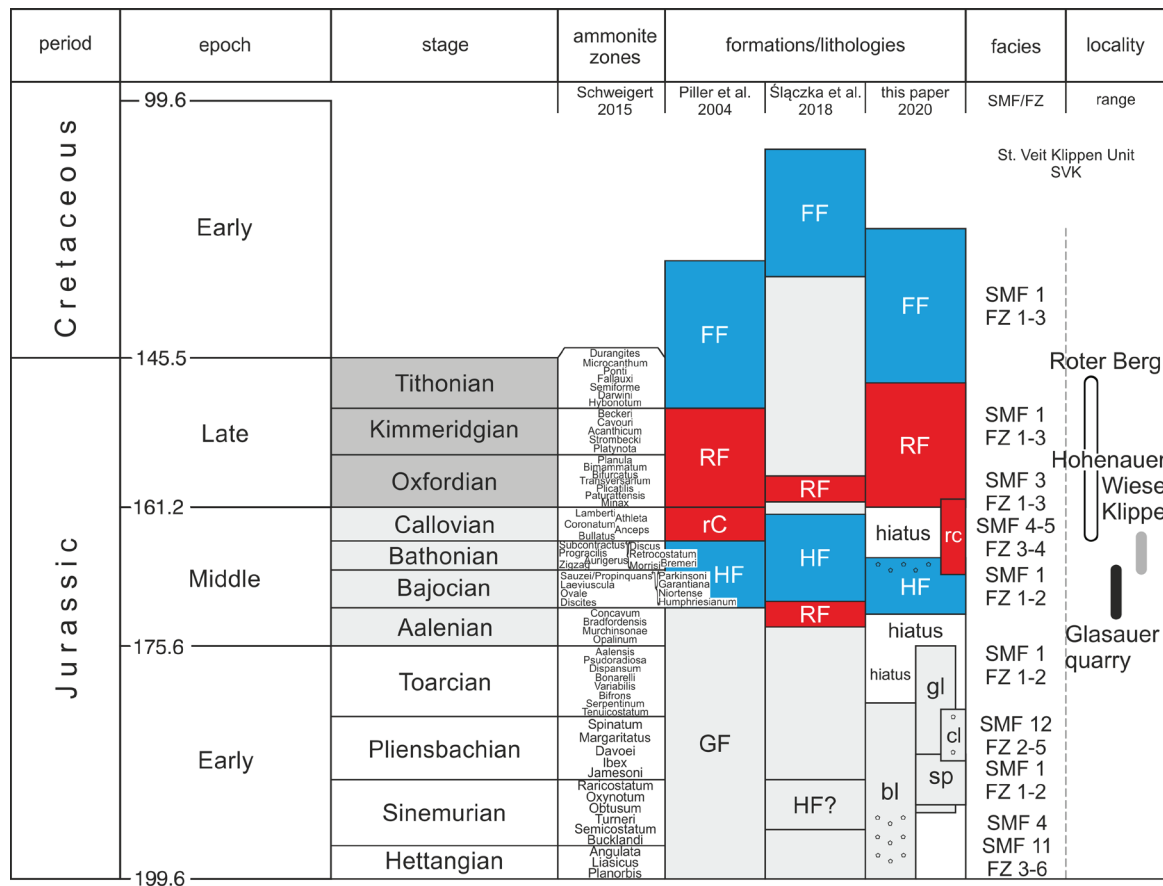 period
epoch
stage
ammonite
zones
formations/lithologies
facies
locality
Schweigert
2015
Piller et al.
2004
Ślączka et al.
2018
this paper
2020
SMF/FZ
range
Cretaceous
Jurassic
99.6
145.5
161.2
175.6
199.6
Early
Late
Middle
Early
Tithonian
Kimmeridgian
Oxfordian
Callovian
Bathonian
Bajocian
Aalenian
Toarcian
Pliensbachian
Sinemurian
Hettangian
Durangites
Microcanthum
Ponti
Fallauxi
Semiforme
Darwini
Hybonotum
Beckeri
Cavouri
Acanthicum
Strombecki
Platynota
Planula
Bimammatum
Bifurcatus
Transversarium
Plicatilis
Paturattensis
Minax
Lamberti
Athleta
Coronatum
Anceps
Bullatus
Subcontractus
Discus
Progracilis
Retrocostatum
Zigzag
Aurigerus
Bremeri
Morrisi
Sauzei/Propinquans
Parkinsoni
Laeviuscula
Garantiana
Ovale
Niortense
Discites
Humphriesianum
Concavum
Bradfordensis
Murchinsonae
Opalinum
Aalensis
Psudoradiosa
Dispansum
Bonarelli
Variabilis
Bifrons
Serpentinum
Tenuicostatum
Spinatum
Margaritatus
Davoei
Ibex
Jamesoni
Raricostatum
Oxynotum
Obtusum
Turneri
Semicostatum
Bucklandi
Angulata
Liasicus
Planorbis
FF
RF
rC
HF
GF
FF
RF
HF
RF
HF?
FF
RF
hiatus
rc
HF
hiatus
hiatus
gl
cl
sp
bl
SMF 1
FZ 1-3
SMF 1
FZ 1-3
SMF 3
FZ 1-3
SMF 4-5
FZ 3-4
SMF 1
FZ 1-2
SMF 1
FZ 1-2
SMF 12
FZ 2-5
SMF 1
FZ 1-2
SMF 4
SMF 11
FZ 3-6
St. Veit Klippen Unit
SVK
Roter Berg
Hohenauer
Wiese
Klippe
Glasauer
quarry